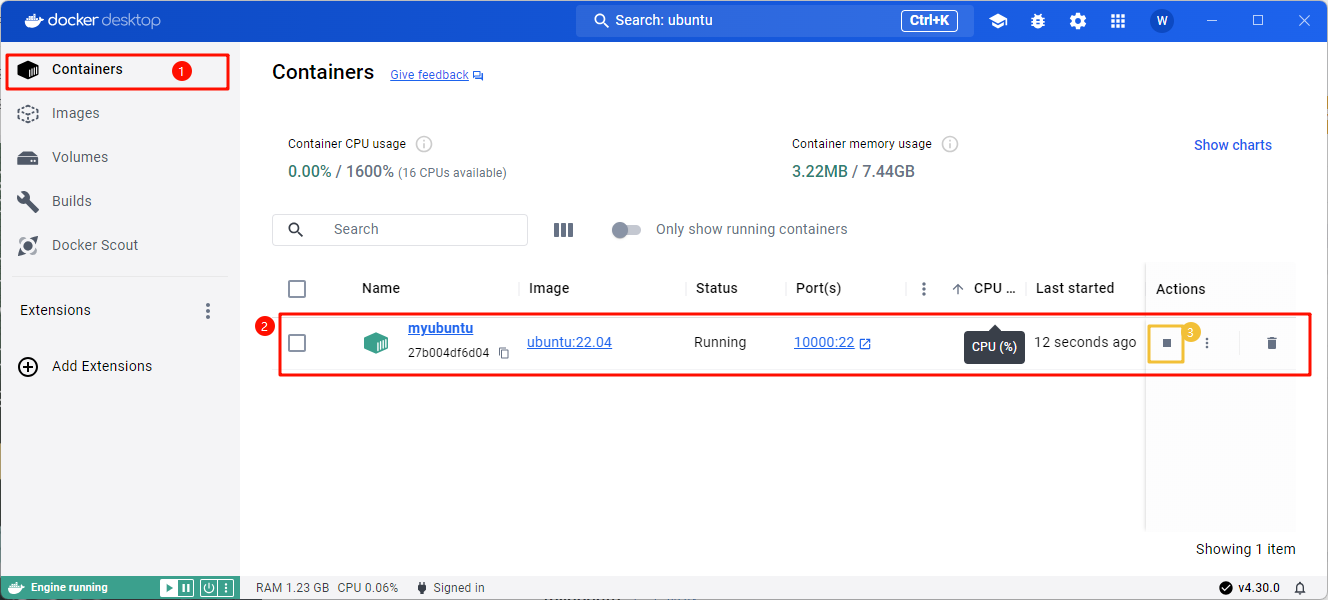 docker desktop
Search: ubuntu
Ctrl+K
W
Containers
1
Images
Volumes
Builds
Docker Scout
Extensions
Add Extensions
Containers
Give feedback
Container CPU usage
0.00% / 1600% (16 CPUs available)
Container memory usage
3.22MB / 7.44GB
Show charts
Search
Only show running containers
Name
Image
Status
Port(s)
CPU ...
Last started
Actions
2
myubuntu
27b004df6d04
ubuntu:22.04
Running
10000:22
CPU (%)
12 seconds ago
3
Showing 1 item
Engine running
RAM 1.23 GB
CPU 0.06%
Signed in
v4.30.0